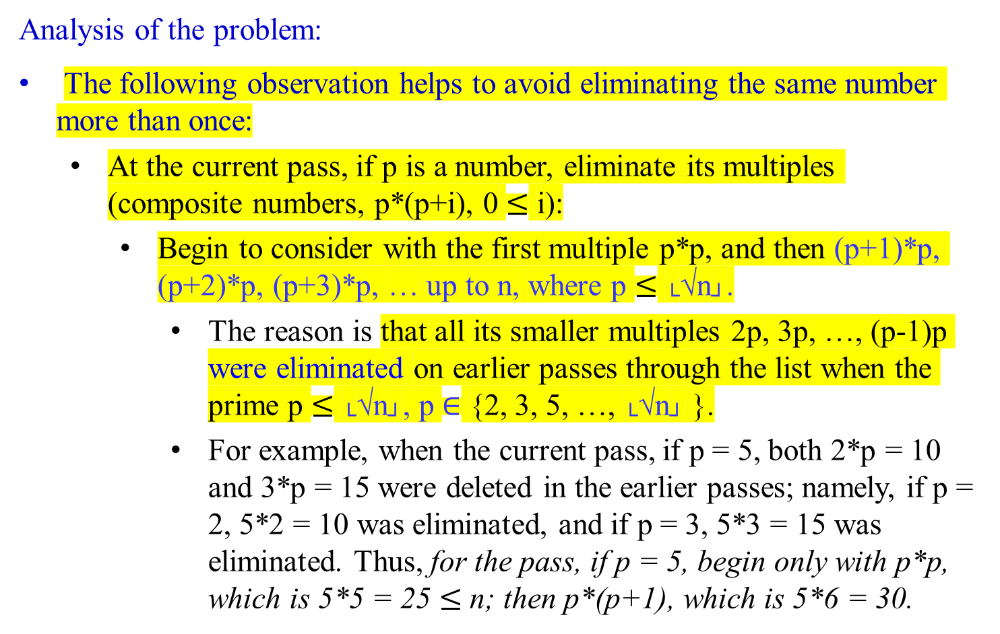 Analysis of the problem:
• The following observation helps to avoid eliminating the same number
more than once:
• At the current pass, if p is a number, eliminate its multiples
(composite numbers, p*(p+i), 0 ≤ i):
• Begin to consider with the first multiple p*p, and then (p+1)*p,
(p+2)*p, (p+3)*p, … up to n, where p ≤ ⌞√n⌟.
• The reason is that all its smaller multiples 2p, 3p, …, (p-1)p
were eliminated on earlier passes through the list when the
prime p ≤ ⌞√n⌟, p ∈ {2, 3, 5, …, ⌞√n⌟ }.
• For example, when the current pass, if p = 5, both 2*p = 10
and 3*p = 15 were deleted in the earlier passes; namely, if p =
2, 5*2 = 10 was eliminated, and if p = 3, 5*3 = 15 was
eliminated. Thus, for the pass, if p = 5, begin only with p*p,
which is 5*5 = 25 ≤ n; then p*(p+1), which is 5*6 = 30.